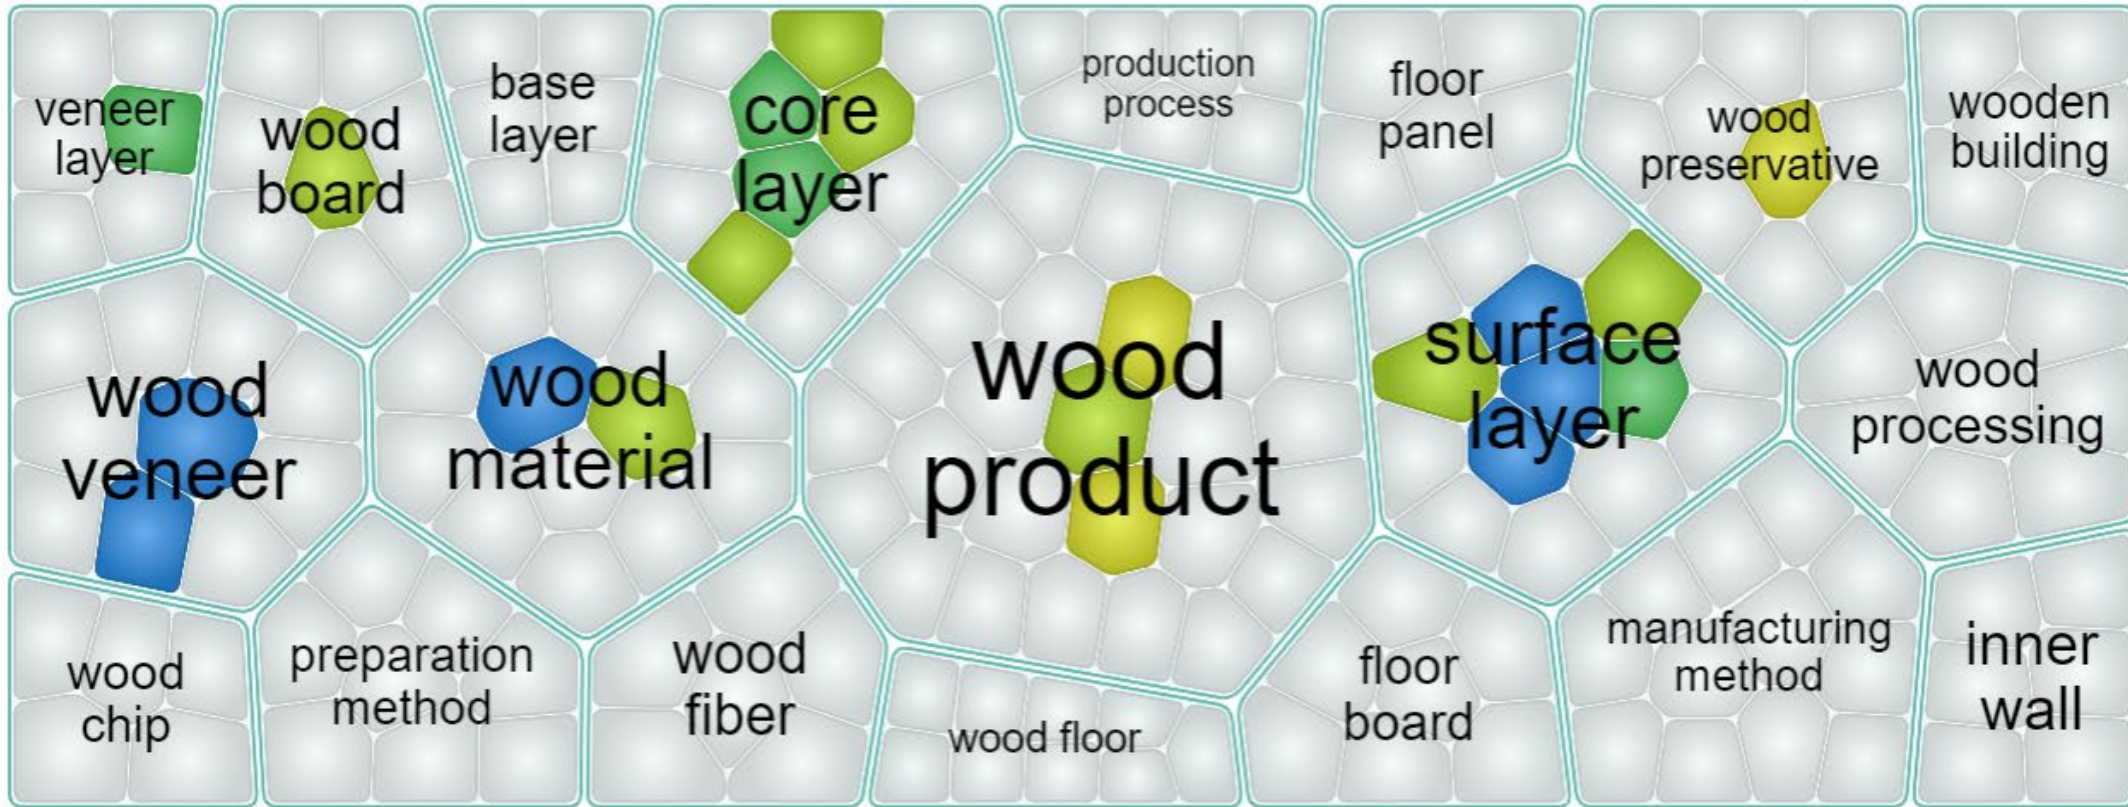 veneer
layer
wood
board
base
layer
core
layer
production
process
floor
panel
wood
preservative
wooden
building
wood
veneer
wood
material
wood
product
surface
layer
wood
processing
wood
chip
preparation
method
wood
fiber
wood floor
floor
board
manufacturing
method
inner
wall